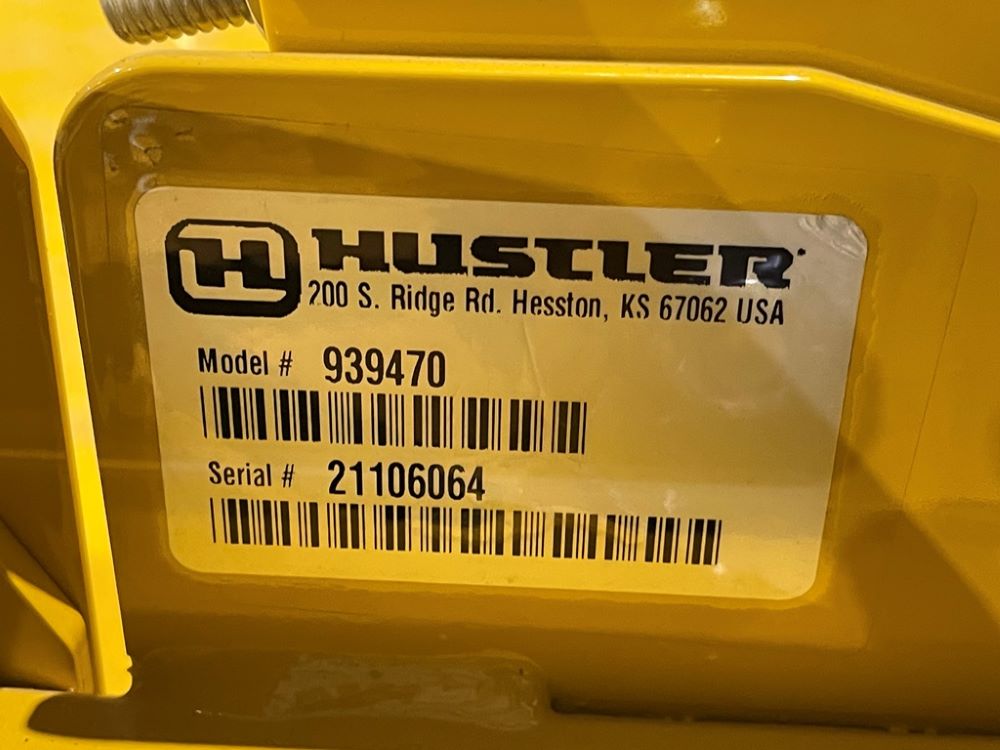 H HUSTLER
200 S. Ridge Rd. Hesston, KS 67062 USA
Model # 939470
Serial # 21106064